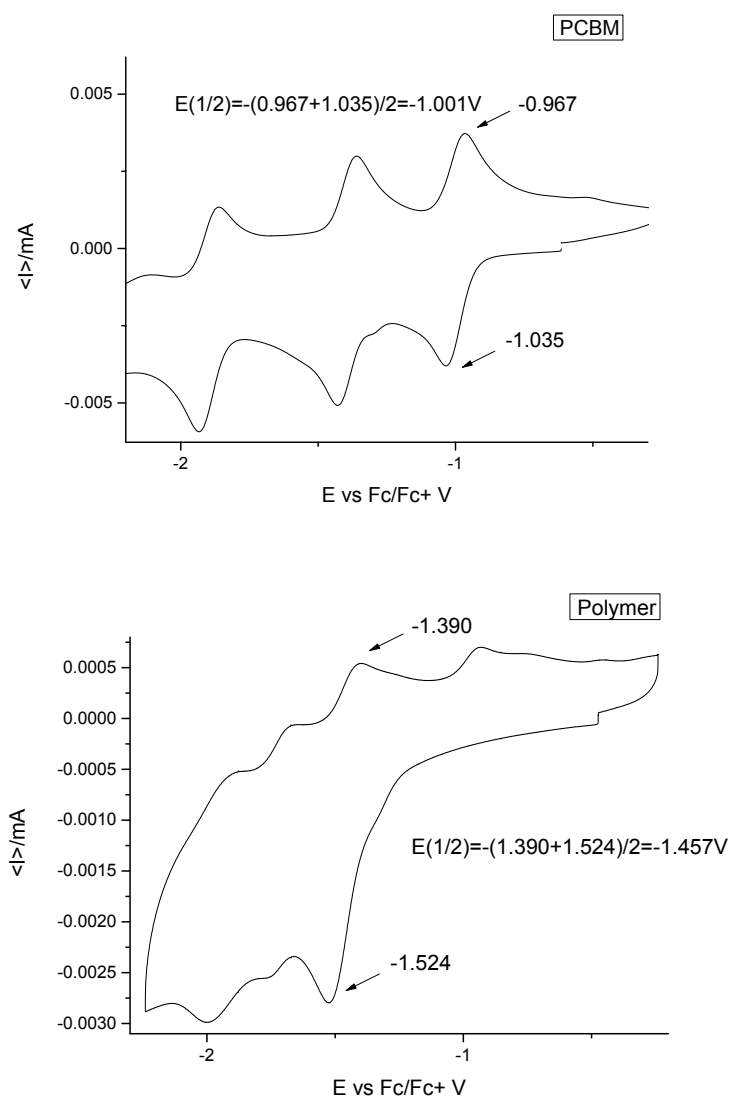 PCBM
E(1/2)=-(0.967+1.035)/2=-1.001V
-0.967
0.005
0.000
-0.005
-1.035
<I>/mA
-2
-1
E vs Fc/Fc+ V
Polymer
-1.390
0.0005
0.0000
-0.0005
-0.0010
-0.0015
-0.0020
-0.0025
-0.0030
E(1/2)=-(1.390+1.524)/2=-1.457V
-1.524
<I>/mA
-2
-1
E vs Fc/Fc+ V